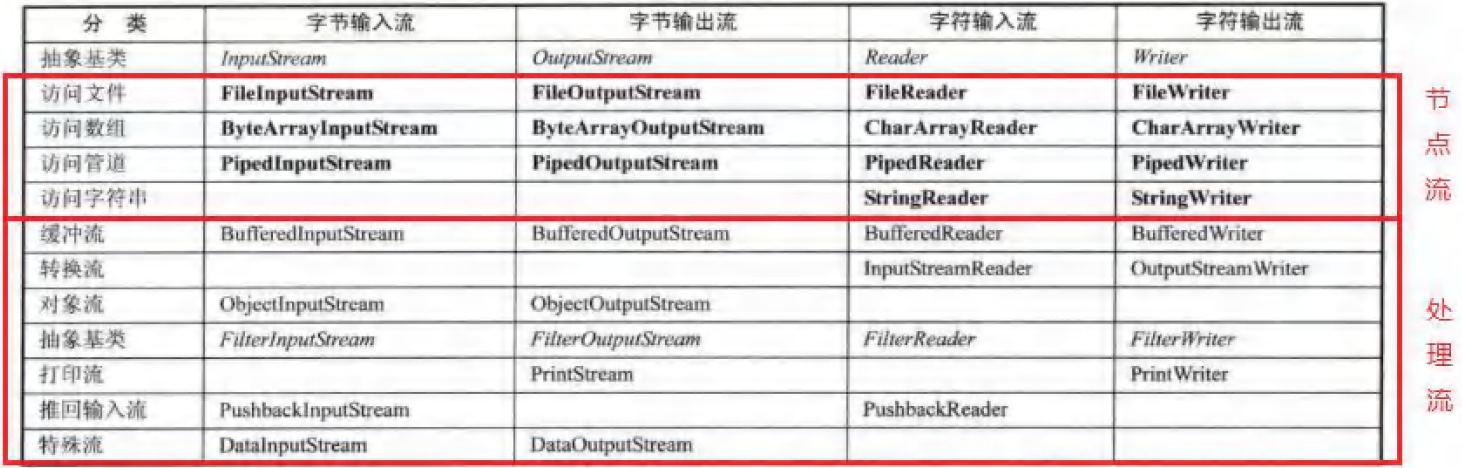 分 类 字节输入流 字节输出流 字符输入流 字符输出流
抽象基类 InputStream OutputStream Reader Writer
访问文件 FileInputStream FileOutputStream FileReader FileWriter
访问数组 ByteArrayInputStream ByteArrayOutputStream CharArrayReader CharArrayWriter
访问管道 PipedInputStream PipedOutputStream PipedReader PipedWriter
访问字符串 StringReader StringWriter
节点流
缓冲流 BufferedInputStream BufferedOutputStream BufferedReader BufferedWriter
转换流 InputStreamReader OutputStreamWriter
对象流 ObjectInputStream ObjectOutputStream
抽象基类 FilterInputStream FilterOutputStream FilterReader FilterWriter
打印流 PrintStream PrintWriter
推回输入流 PushbackInputStream PushbackReader
特殊流 DataInputStream DataOutputStream
处理流